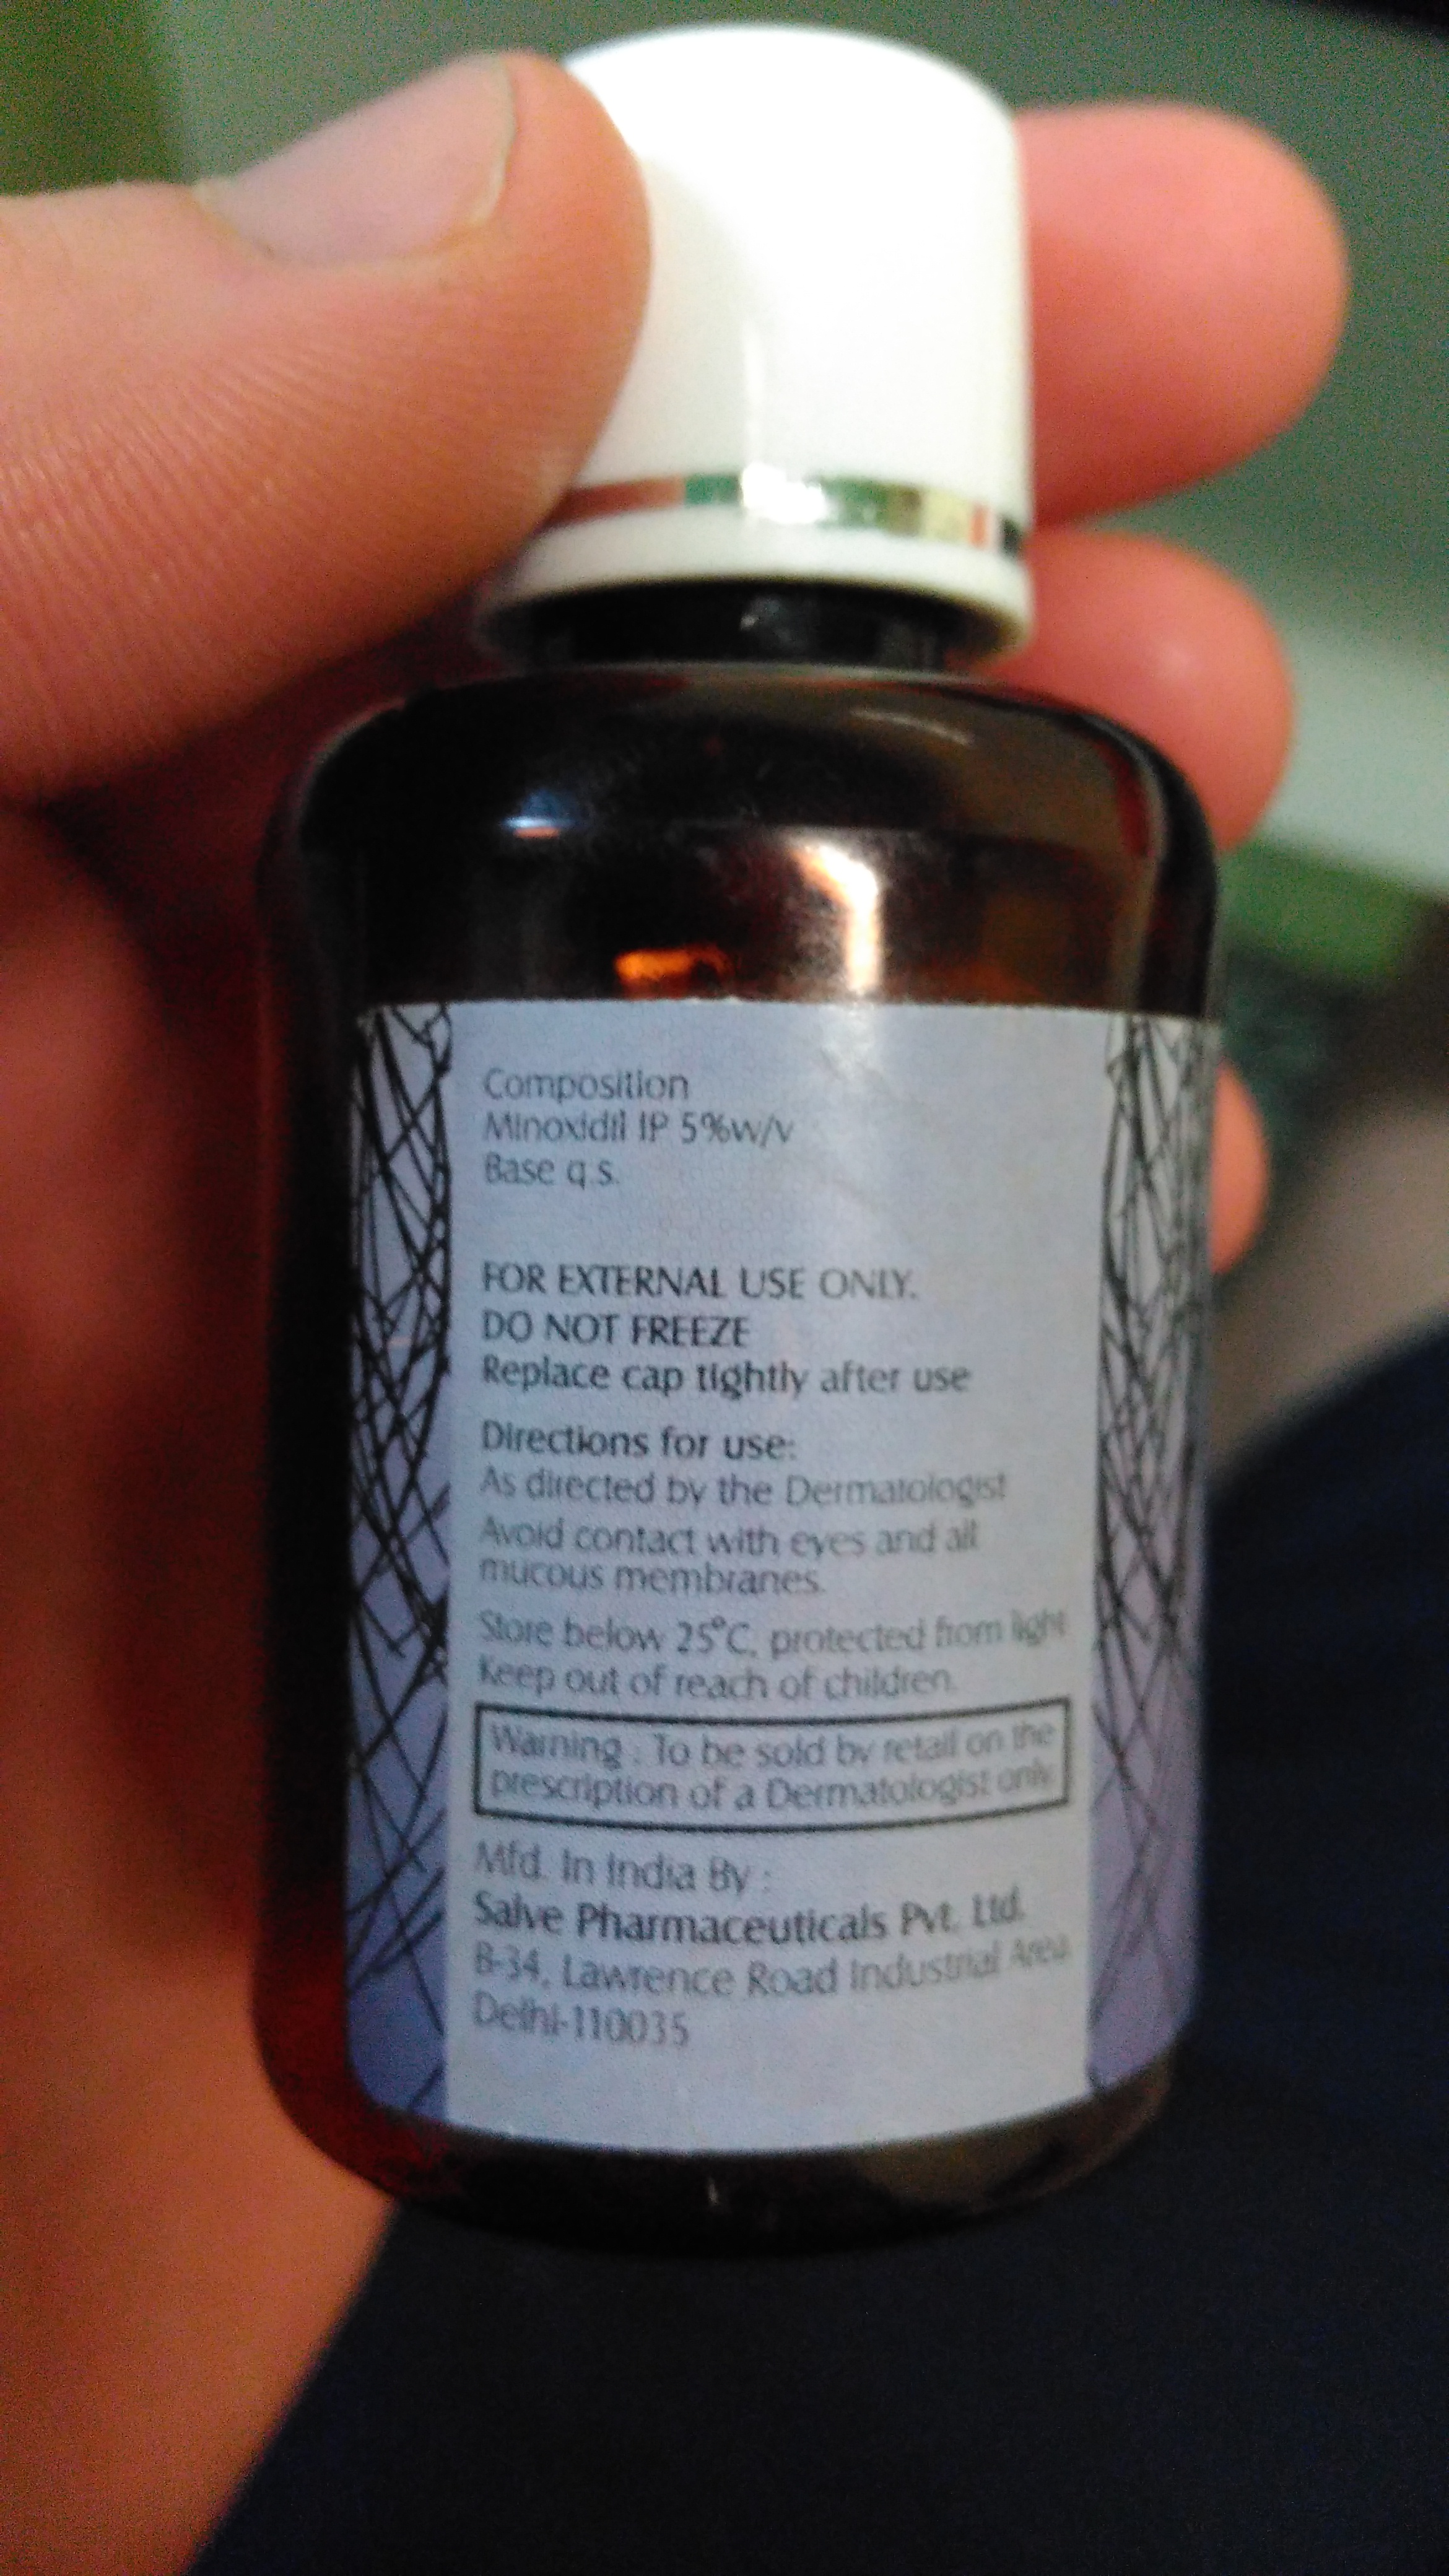 Composition
Minoxidil IP 5%w/v
Base q.s.
FOR EXTERNAL USE ONLY.
DO NOT FREEZE
Replace cap tightly after use
Directions for use:
As directed by the Dermatologist
Avoid contact with eyes and all
mucous membranes.
Store below 25°C, protected from light
Keep out of reach of children.
Warning : To be sold by retail on the
prescription of a Dermatologist only
Mfd. In India By :
Salve Pharmaceuticals Pvt. Ltd.
B-34, Lawrence Road Industrial Area
Delhi-110035